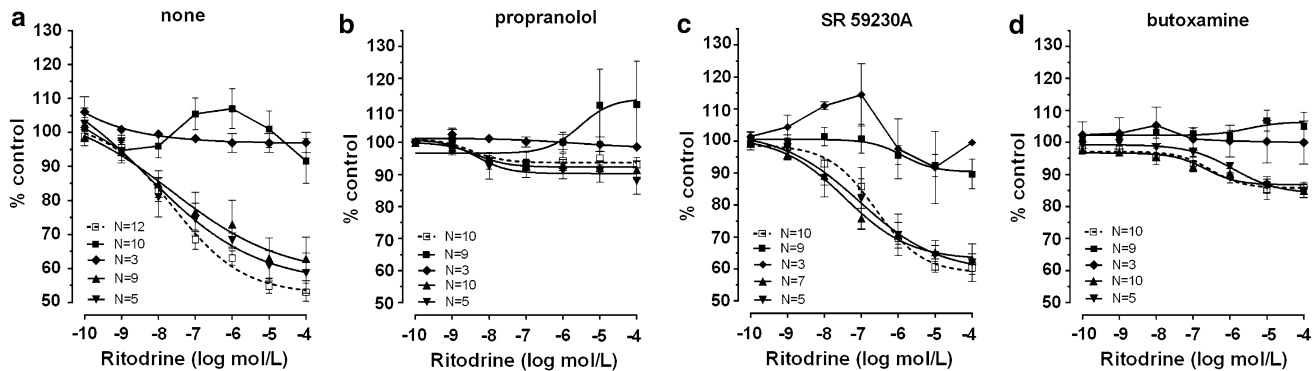 a none
% control
130
120
110
100
90
80
70
60
50
N=12
N=10
N=3
N=9
N=5
-10 -9 -8 -7 -6 -5 -4
Ritodrine (log mol/L)
b propranolol
% control
130
120
110
100
90
80
70
60
50
N=10
N=9
N=3
N=10
N=5
-10 -9 -8 -7 -6 -5 -4
Ritodrine (log mol/L)
c SR 59230A
% control
130
120
110
100
90
80
70
60
50
N=10
N=9
N=3
N=7
N=5
-10 -9 -8 -7 -6 -5 -4
Ritodrine (log mol/L)
d butoxamine
% control
130
120
110
100
90
80
70
60
50
N=10
N=9
N=3
N=10
N=5
-10 -9 -8 -7 -6 -5 -4
Ritodrine (log mol/L)